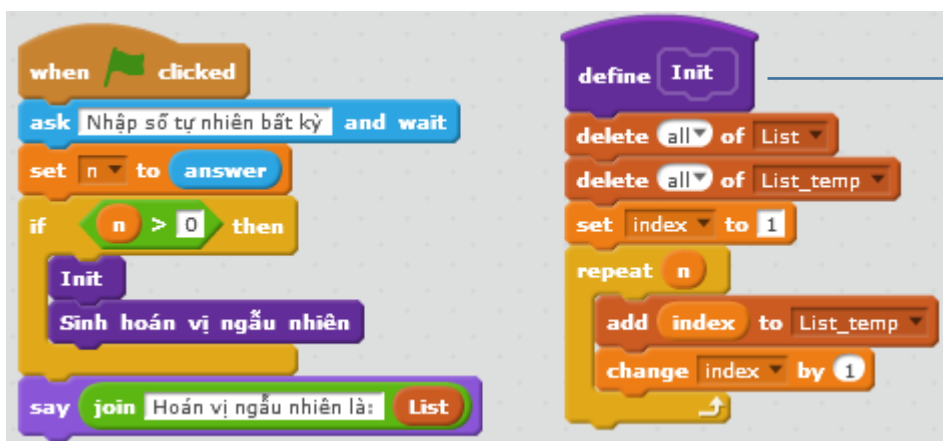 when clicked
ask Nhập số tự nhiên bất kỳ and wait
set n to answer
if n > 0 then
Init
Sinh hoán vị ngẫu nhiên
say join Hoán vị ngẫu nhiên là: List
define Init
delete all of List
delete all of List_temp
set index to 1
repeat n
add index to List_temp
change index by 1